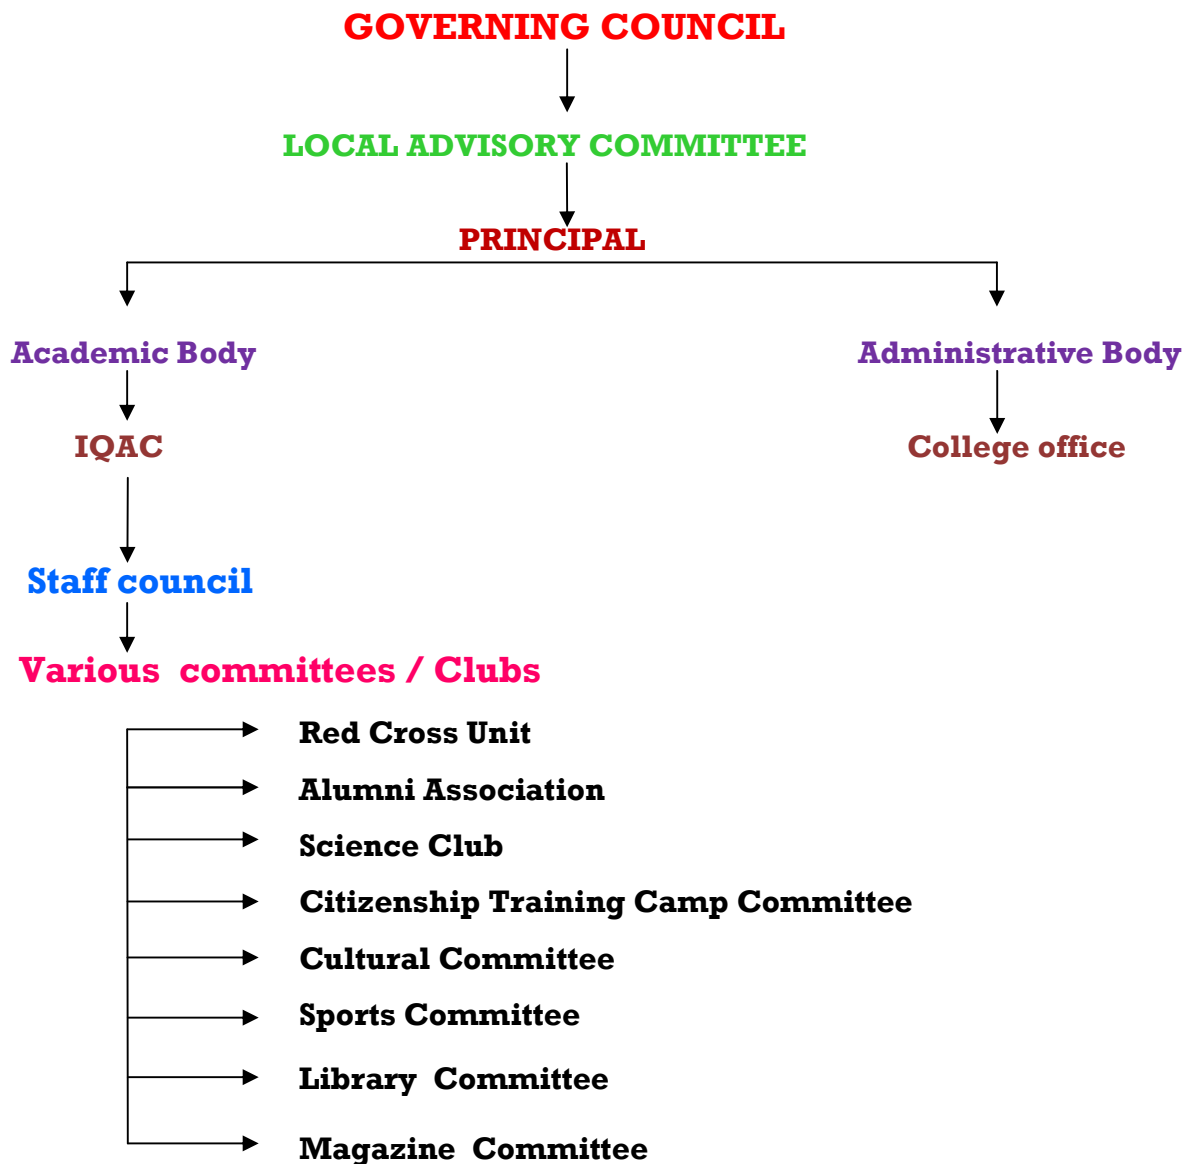 GOVERNING COUNCIL
LOCAL ADVISORY COMMITTEE
PRINCIPAL
Academic Body
Administrative Body
IQAC
College office
Staff council
Various committees / Clubs
Red Cross Unit
Alumni Association
Science Club
Citizenship Training Camp Committee
Cultural Committee
Sports Committee
Library Committee
Magazine Committee